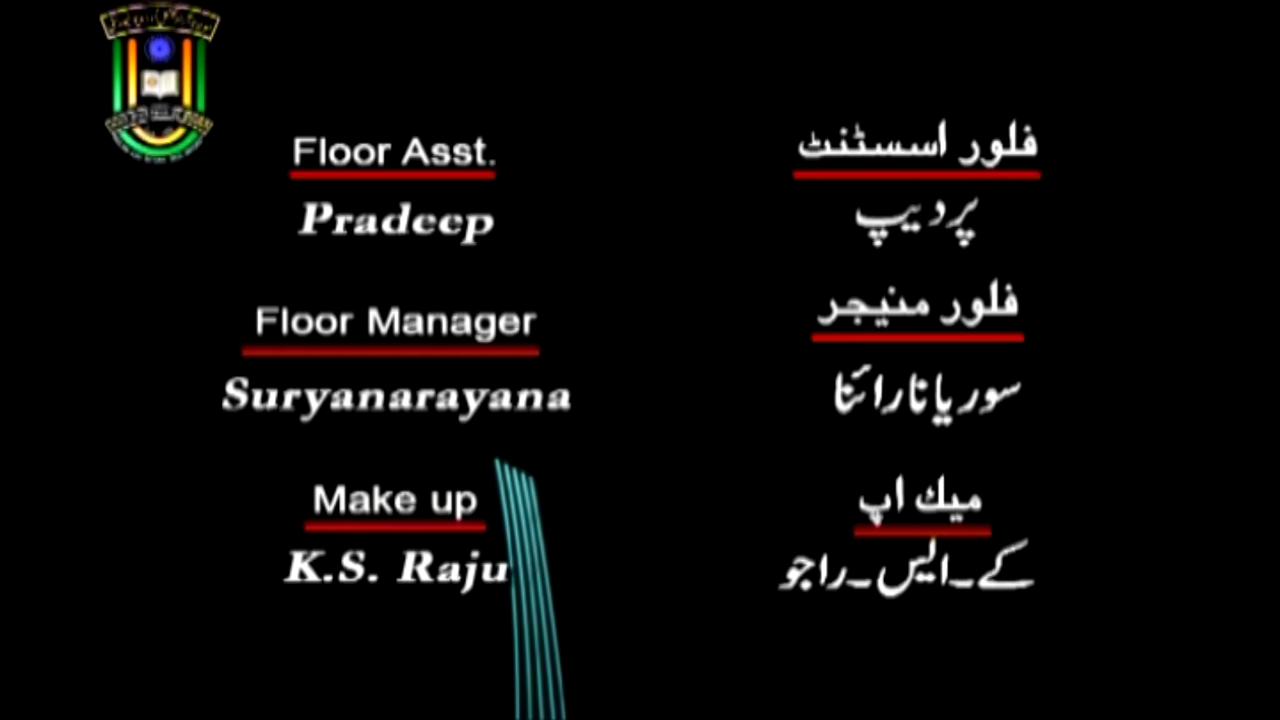 Floor Asst.
Pradeep
Floor Manager
Suryanarayana
Make up
K.S. Raju
فلور اسسٹنٹ
پردیپ
فلور منیجر
سوریانارائنا
میك اپ
کے۔ایس۔راجو